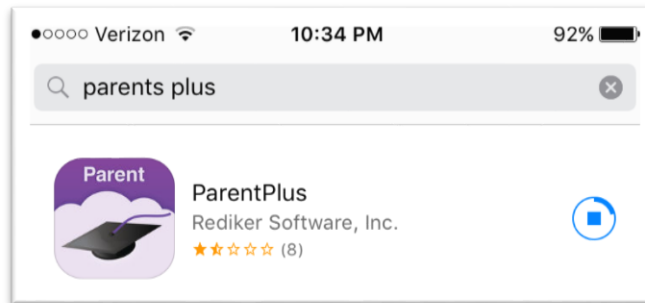 Verizon 10:34 PM 92%
parents plus
Parent
ParentPlus
Rediker Software, Inc.
(8)